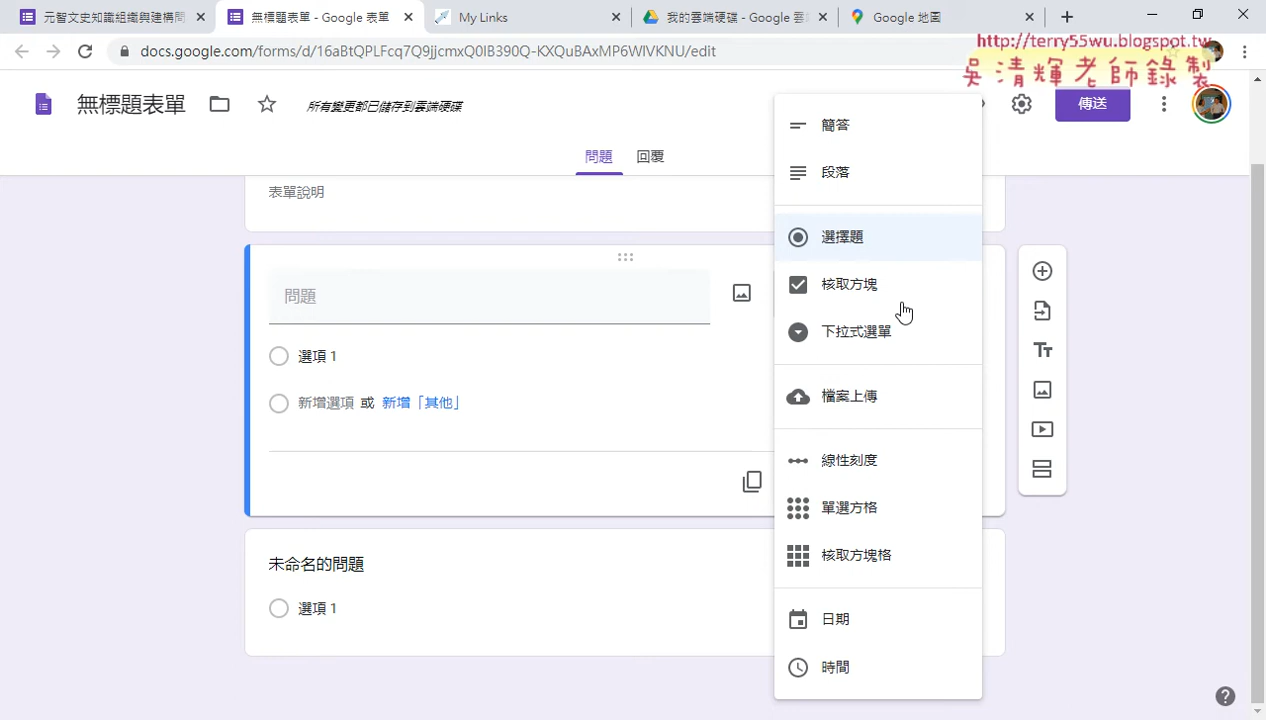 元智文史知識組織與建構問
無標題表單 - Google 表單
My Links
我的雲端硬碟 - Google 雲
Google 地圖
docs.google.com/forms/d/16aBtQPLFcq7Q9jjcmxQ0IB390Q-KXQuBAxMP6WlVKNU/edit
http://terry55wu.blogspot.tw
吳清輝老師錄製
無標題表單
所有變更都已儲存到雲端硬碟
傳送
問題
回覆
表單說明
問題
選項 1
新增選項 或 新增「其他」
未命名的問題
選項 1
簡答
段落
選擇題
核取方塊
下拉式選單
檔案上傳
線性刻度
單選方格
核取方塊格
日期
時間